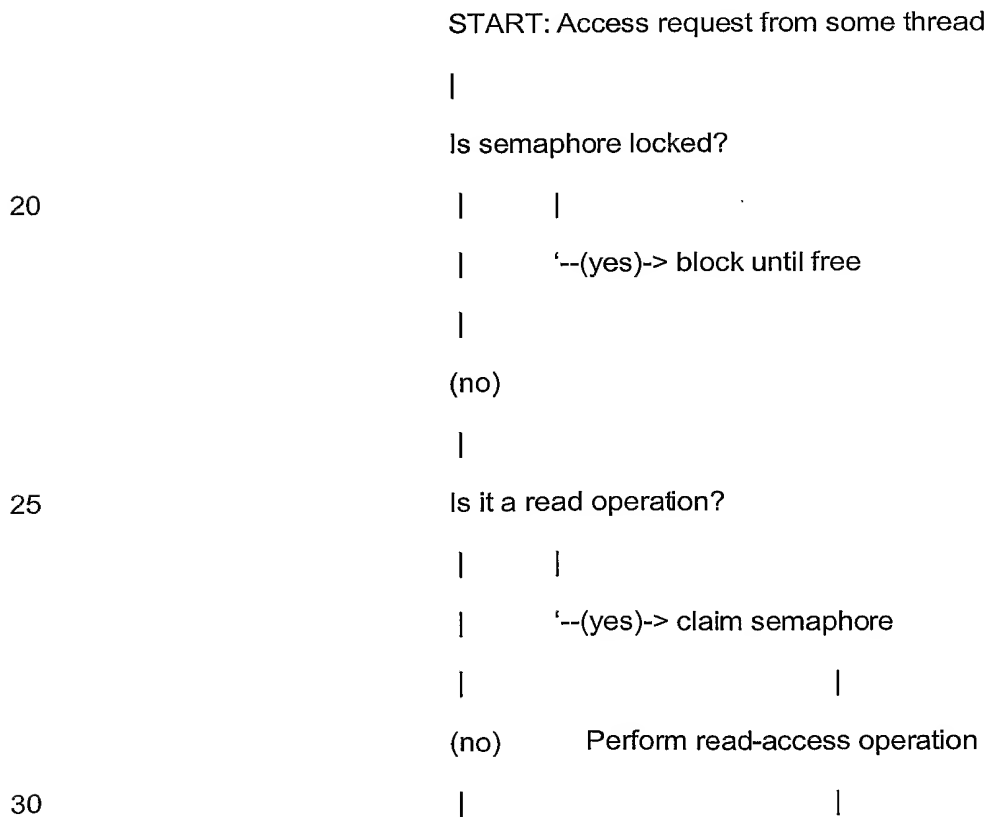 START: Access request from some thread
|
Is semaphore locked?
20 | |
| ‘--(yes)-> block until free
|
(no)
|
25 Is it a read operation?
| |
| ‘--(yes)-> claim semaphore
| |
(no) Perform read-access operation
30 | |